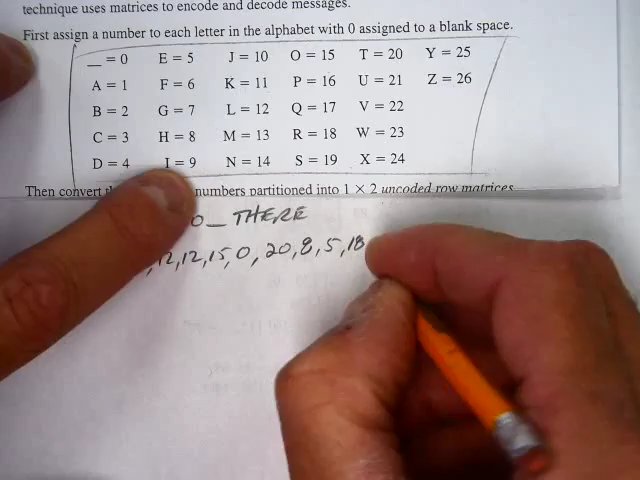 technique uses matrices to encode and decode messages.
First assign a number to each letter in the alphabet with 0 assigned to a blank space.
_ = 0 E = 5 J = 10 O = 15 T = 20 Y = 25
A = 1 F = 6 K = 11 P = 16 U = 21 Z = 26
B = 2 G = 7 L = 12 Q = 17 V = 22
C = 3 H = 8 M = 13 R = 18 W = 23
D = 4 I = 9 N = 14 S = 19 X = 24
Then convert numbers partitioned into 1 × 2 uncoded row matrices
O_THERE
,12,12,15,0,20,8,5,18